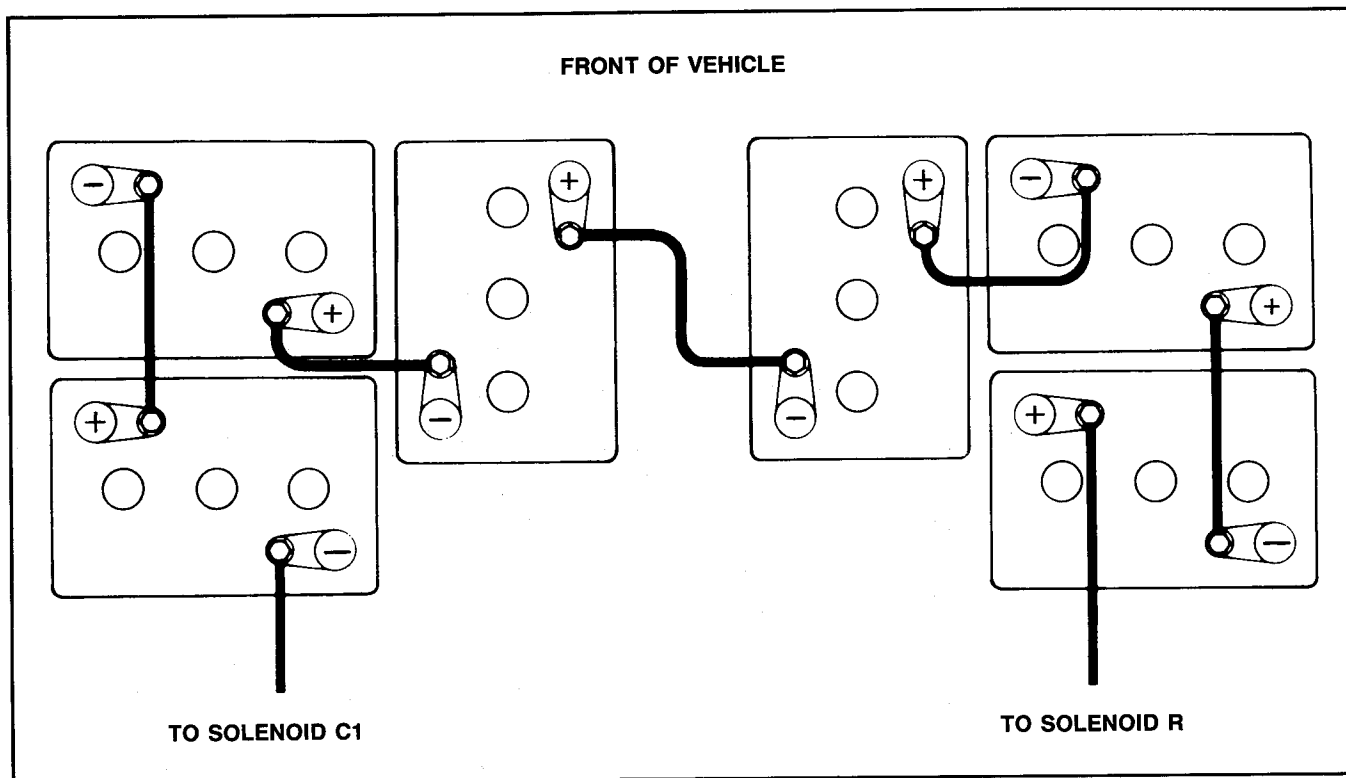 FRONT OF VEHICLE
− + + −
+ − − +
+ − + −
TO SOLENOID C1 TO SOLENOID R